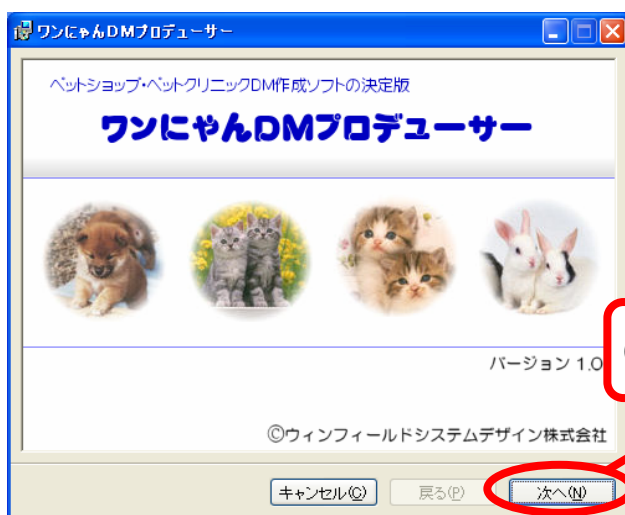 ワンにゃんDMプロデューサー
ペットショップ・ペットクリニックDM作成ソフトの決定版
ワンにゃんDMプロデューサー
バージョン 1.0
©ウィンフィールドシステムデザイン株式会社
キャンセル(C) 戻る(P) 次へ(N)